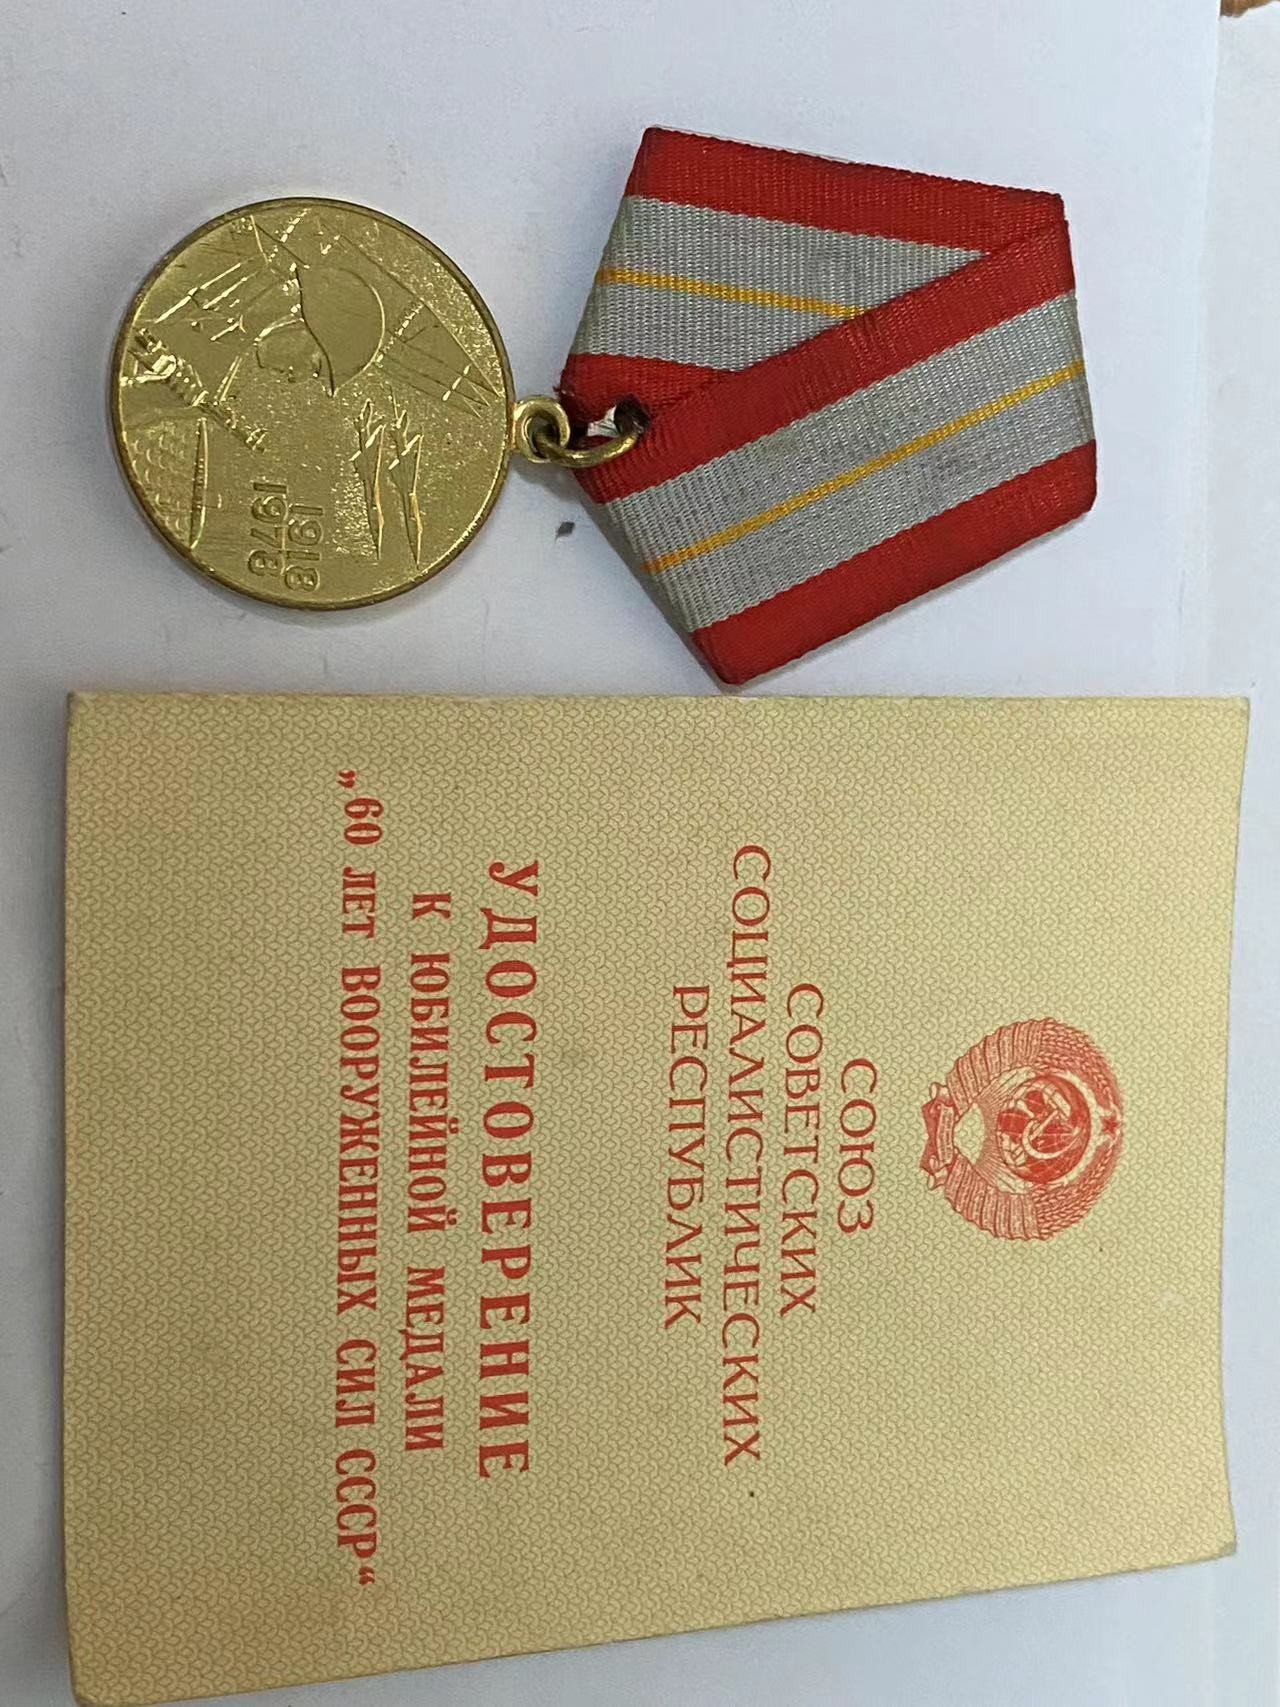 1918
1978
СОЮЗ
СОВЕТСКИХ
СОЦИАЛИСТИЧЕСКИХ
РЕСПУБЛИК
УДОСТОВЕРЕНИЕ
К ЮБИЛЕЙНОЙ МЕДАЛИ
„60 ЛЕТ ВООРУЖЕННЫХ СИЛ СССР“